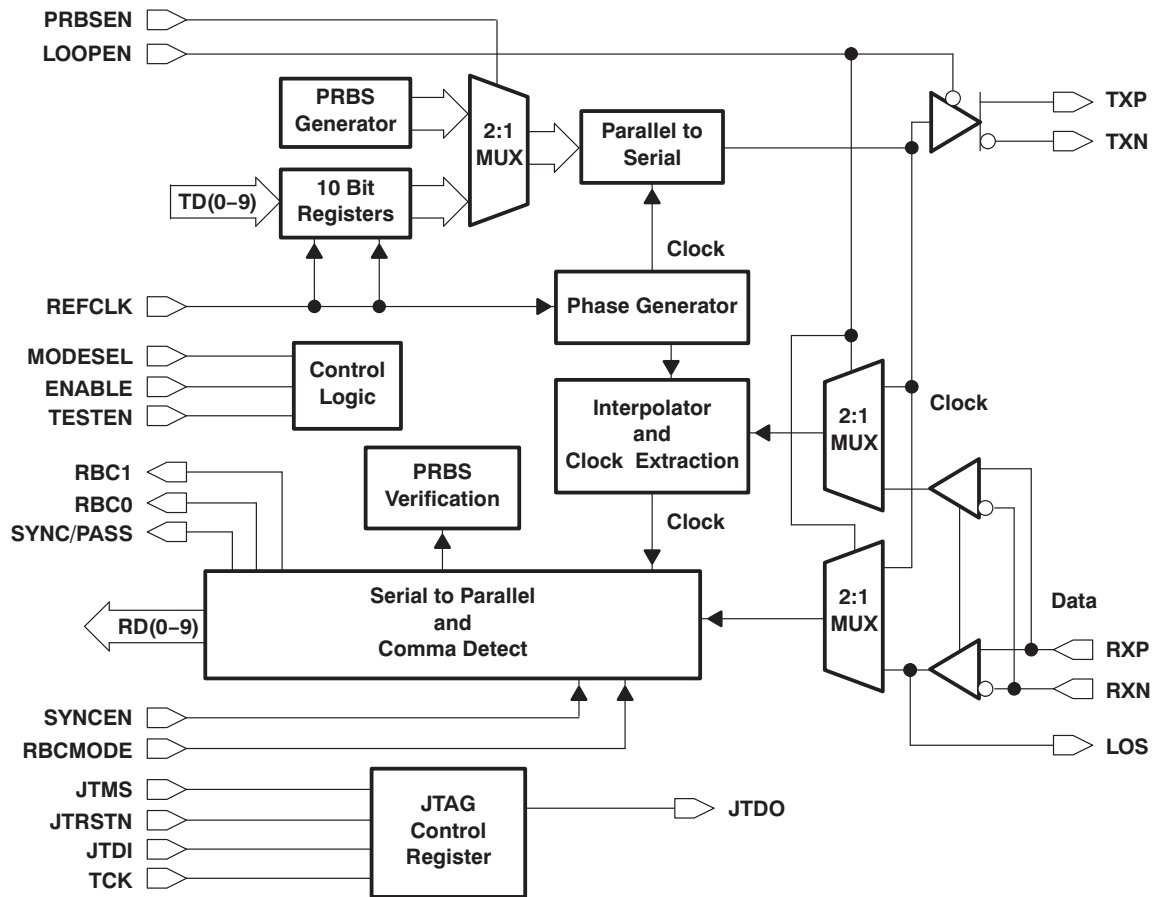 PRBSEN
LOOPEN
PRBS
Generator
2:1
MUX
Parallel to
Serial
TXP
TXN
TD(0–9)
10 Bit
Registers
Clock
REFCLK
Phase Generator
MODESEL
ENABLE
TESTEN
Control
Logic
Interpolator
and
Clock Extraction
2:1
MUX
Clock
RBC1
RBC0
SYNC/PASS
PRBS
Verification
Clock
RD(0–9)
Serial to Parallel
and
Comma Detect
2:1
MUX
Data
RXP
RXN
LOS
SYNCEN
RBCMODE
JTMS
JTRSTN
JTDI
TCK
JTAG
Control
Register
JTDO